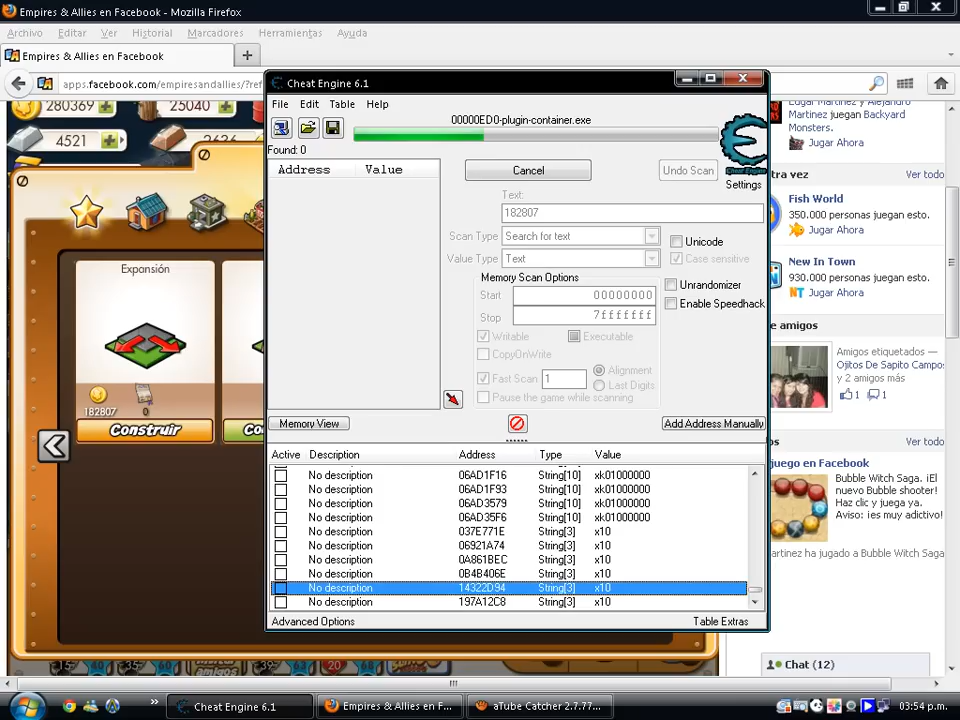 Empires & Allies en Facebook - Mozilla Firefox
Archivo Editar Ver Historial Marcadores Herramientas Ayuda
Empires & Allies en Facebook
apps.facebook.com/empiresandallies/?ref
280369 25040
4521
Expansión
182807 0
Construir
Cheat Engine 6.1
File Edit Table Help
00000ED0-plugin-container.exe
Found: 0
Address Value
Cancel
Undo Scan
Cheat Engine
Settings
Text:
182807
Scan Type Search for text
Unicode
Value Type Text
Case sensitive
Memory Scan Options
Unrandomizer
Start 00000000
Enable Speedhack
Stop 7fffffff
Writable Executable
CopyOnWrite
Fast Scan 1 Alignment
Last Digits
Pause the game while scanning
Memory View
Add Address Manually
Active Description Address Type Value
No description 06AD1F16 String[10] xk01000000
No description 06AD1F93 String[10] xk01000000
No description 06AD3579 String[10] xk01000000
No description 06AD35F6 String[10] xk01000000
No description 037E771E String[3] x10
No description 06921A74 String[3] x10
No description 0A861BEC String[3] x10
No description 0B4B406E String[3] x10
No description 14322D94 String[3] x10
No description 197A12C8 String[3] x10
Advanced Options
Table Extras
Edgar Martinez y Alejandro
Martinez juegan Backyard
Monsters.
Jugar Ahora
tra vez Ver todo
Fish World
350.000 personas juegan esto.
Jugar Ahora
New In Town
930.000 personas juegan esto.
Jugar Ahora
e amigos
Amigos etiquetados —
Ojitos De Sapito Campos
y 2 amigos más
1 1
os Ver todo
juego en Facebook
Bubble Witch Saga. ¡El
nuevo Bubble shooter!
Haz clic y juega ya.
Aviso: ¡es muy adictivo!
artinez ha jugado a Bubble Witch Saga
Chat (12)
Cheat Engine 6.1
Empires & Allies en F...
aTube Catcher 2.7.77...
03:54 p.m.